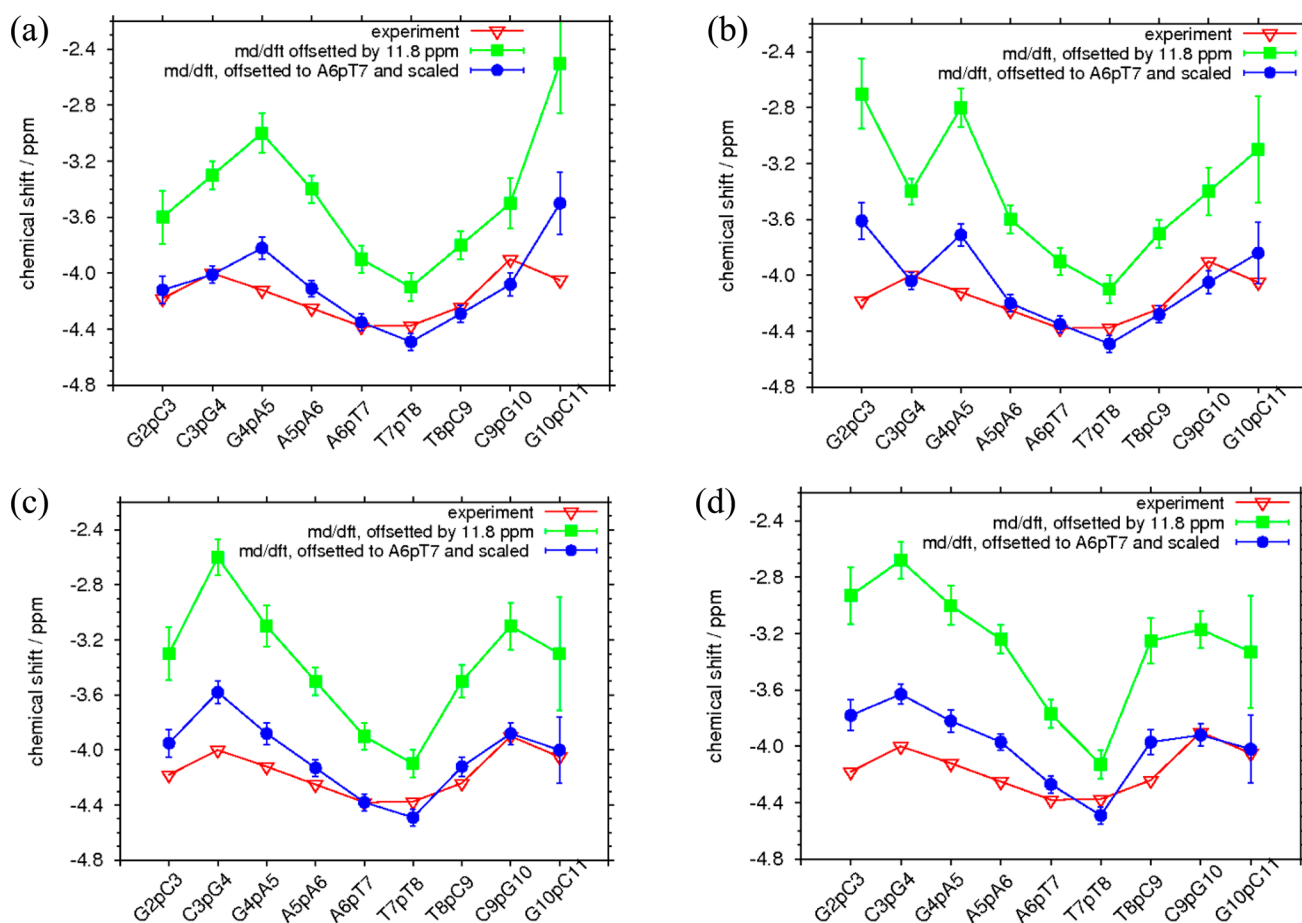 (a)
experiment
md/dft offsetted by 11.8 ppm
md/dft, offsetted to A6pT7 and scaled
chemical shift / ppm
-2.4
-2.8
-3.2
-3.6
-4.0
-4.4
-4.8
G2pC3
C3pG4
G4pA5
A5pA6
A6pT7
T7pT8
T8pC9
C9pG10
G10pC11
(b)
experiment
md/dft, offsetted by 11.8 ppm
md/dft, offsetted to A6pT7 and scaled
chemical shift / ppm
-2.4
-2.8
-3.2
-3.6
-4.0
-4.4
-4.8
G2pC3
C3pG4
G4pA5
A5pA6
A6pT7
T7pT8
T8pC9
C9pG10
G10pC11
(c)
experiment
md/dft, offsetted by 11.8 ppm
md/dft, offsetted to A6pT7 and scaled
chemical shift / ppm
-2.4
-2.8
-3.2
-3.6
-4.0
-4.4
-4.8
G2pC3
C3pG4
G4pA5
A5pA6
A6pT7
T7pT8
T8pC9
C9pG10
G10pC11
(d)
experiment
md/dft, offsetted by 11.8 ppm
md/dft, offsetted to A6pT7 and scaled
chemical shift / ppm
-2.4
-2.8
-3.2
-3.6
-4.0
-4.4
-4.8
G2pC3
C3pG4
G4pA5
A5pA6
A6pT7
T7pT8
T8pC9
C9pG10
G10pC11